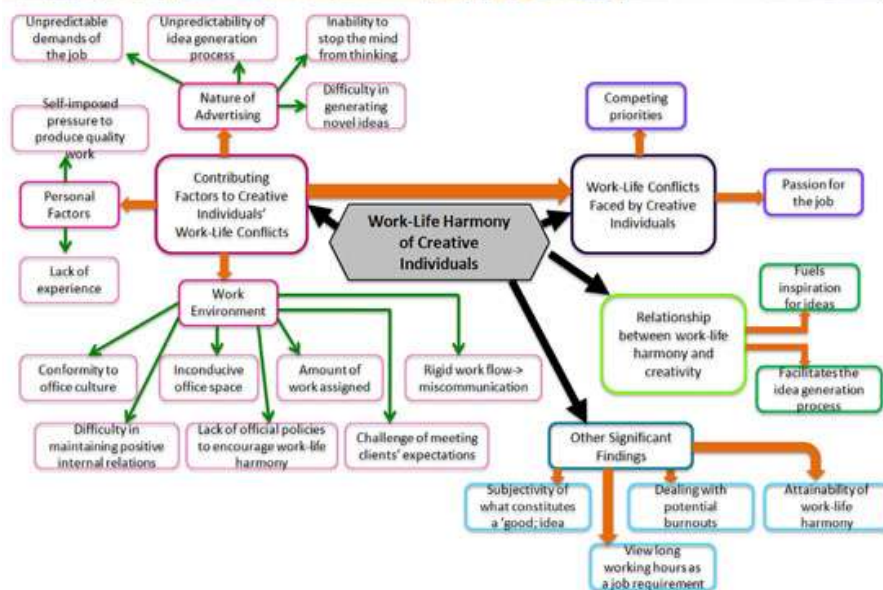 Unpredictable
demands of
the job
Unpredictability of
idea generation
process
Inability to
stop the mind
from thinking
Nature of
Advertising
Difficulty in
generating
novel ideas
Self-imposed
pressure to
produce quality
work
Personal
Factors
Lack of
experience
Contributing
Factors to Creative
Individuals'
Work-Life Conflicts
Work-Life Harmony
of Creative
Individuals
Competing
priorities
Work-Life Conflicts
Faced by Creative
Individuals
Passion for
the job
Work
Environment
Conformity to
office culture
Inconducive
office space
Amount of
work assigned
Rigid work flow->
miscommunication
Difficulty in
maintaining positive
internal relations
Lack of official policies
to encourage work-life
harmony
Challenge of meeting
clients' expectations
Relationship
between work-life
harmony and
creativity
Fuels
inspiration
for ideas
Facilitates the
idea generation
process
Other Significant
Findings
Subjectivity of
what constitutes
a 'good; idea
View long
working hours as
a job requirement
Dealing with
potential
burnouts
Attainability of
work-life
harmony